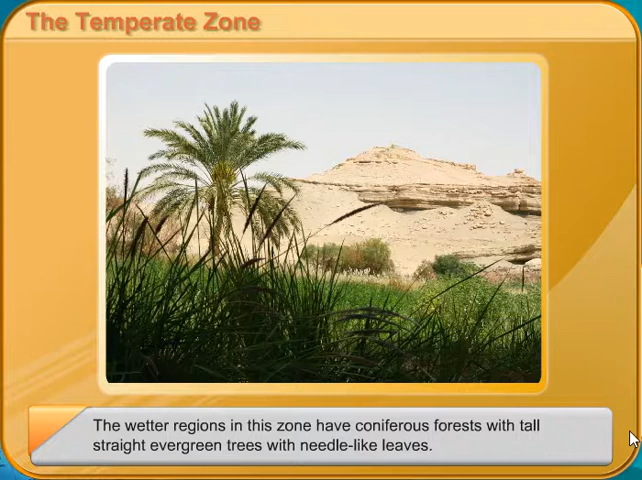 The Temperate Zone
The wetter regions in this zone have coniferous forests with tall
straight evergreen trees with needle-like leaves.